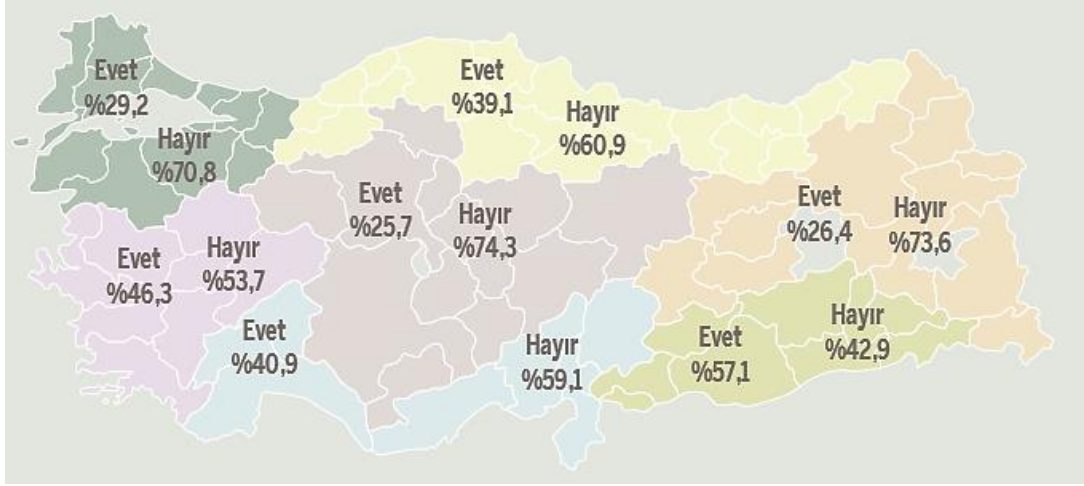 Evet
%29,2
Hayır
%70,8
Evet
%39,1
Hayır
%60,9
Evet
%25,7
Hayır
%74,3
Evet
%26,4
Hayır
%73,6
Evet
%46,3
Hayır
%53,7
Evet
%40,9
Hayır
%59,1
Evet
%57,1
Hayır
%42,9